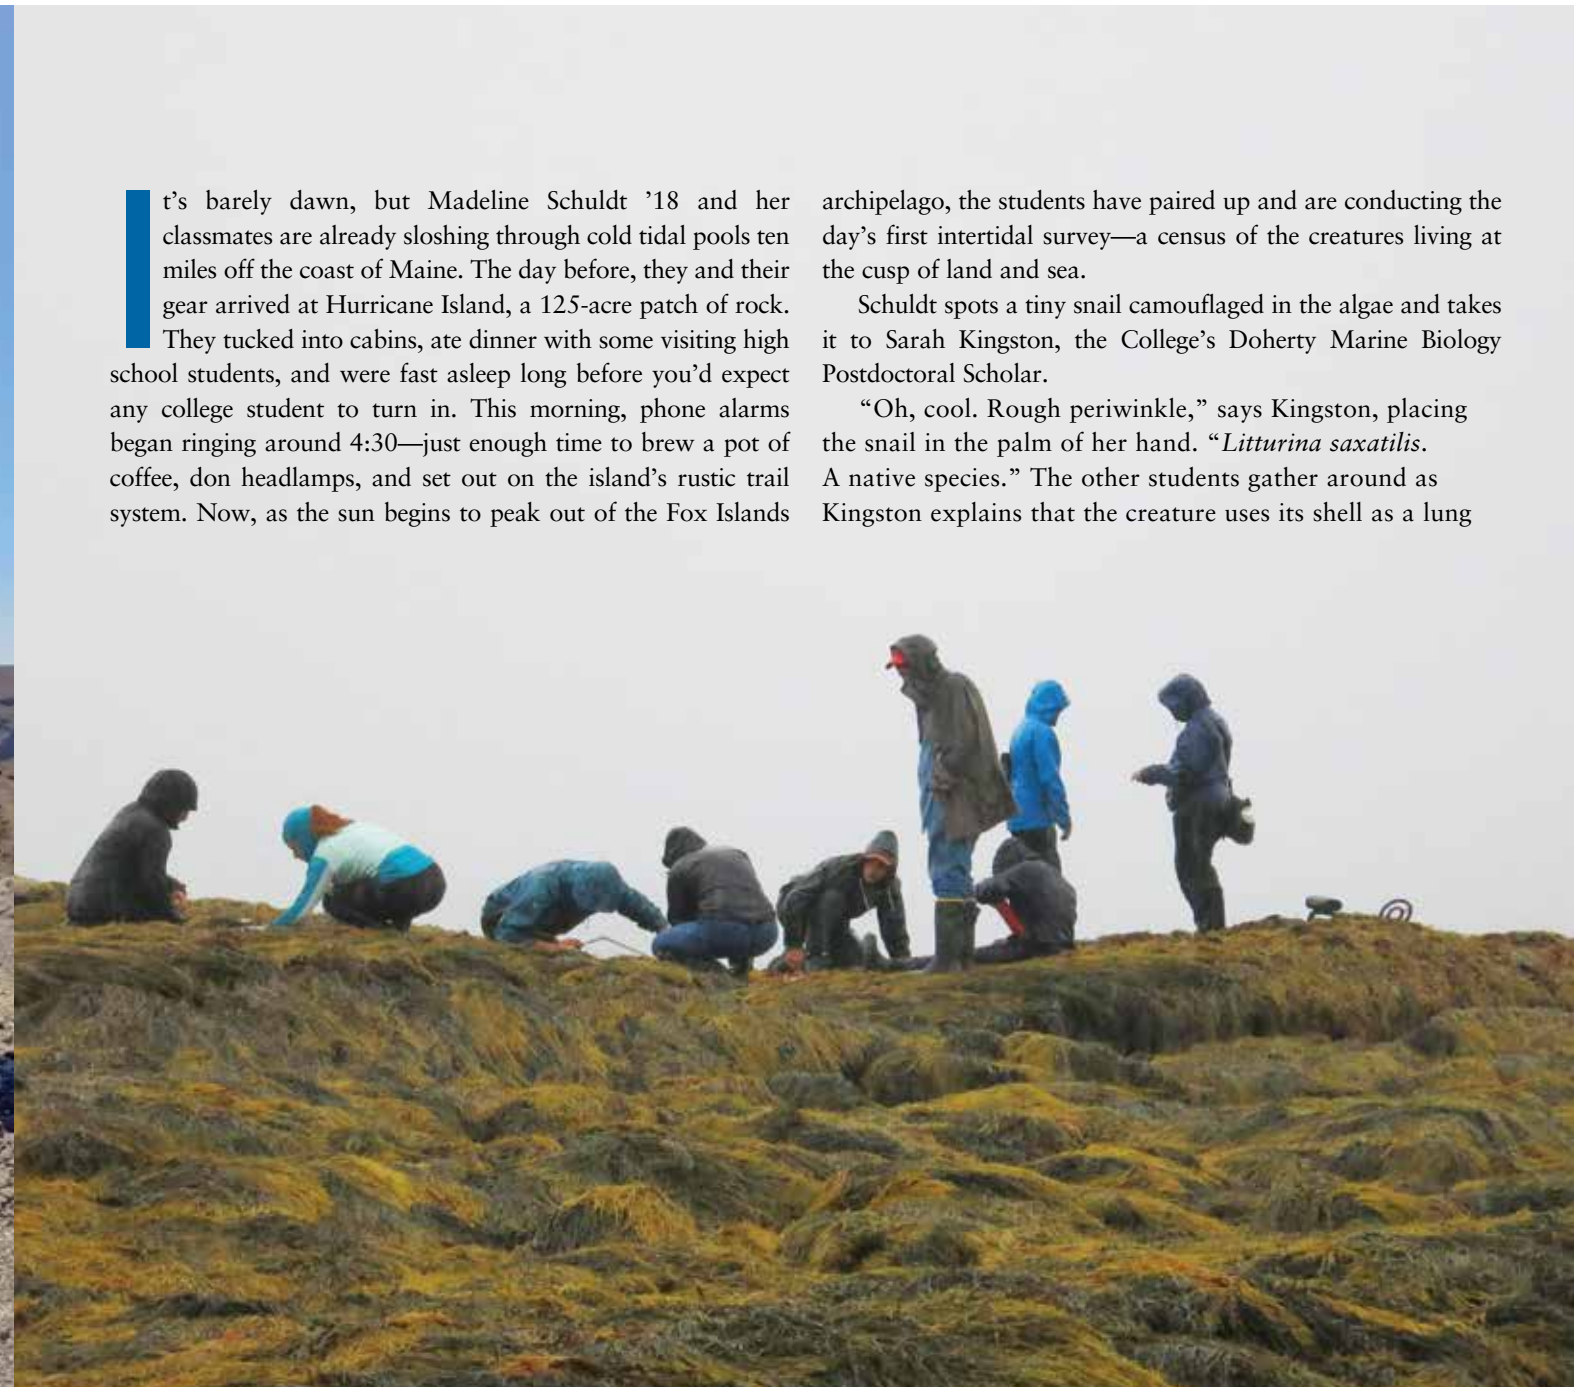 It's barely dawn, but Madeline Schuldt ’18 and her
classmates are already sloshing through cold tidal pools ten
miles off the coast of Maine. The day before, they and their
gear arrived at Hurricane Island, a 125-acre patch of rock.
They tucked into cabins, ate dinner with some visiting high
school students, and were fast asleep long before you’d expect
any college student to turn in. This morning, phone alarms
began ringing around 4:30—just enough time to brew a pot of
coffee, don headlamps, and set out on the island’s rustic trail
system. Now, as the sun begins to peak out of the Fox Islands
archipelago, the students have paired up and are conducting the
day’s first intertidal survey—a census of the creatures living at
the cusp of land and sea.
Schuldt spots a tiny snail camouflaged in the algae and takes
it to Sarah Kingston, the College’s Doherty Marine Biology
Postdoctoral Scholar.
“Oh, cool. Rough periwinkle,” says Kingston, placing
the snail in the palm of her hand. “Litturina saxatilis.
A native species.” The other students gather around as
Kingston explains that the creature uses its shell as a lung